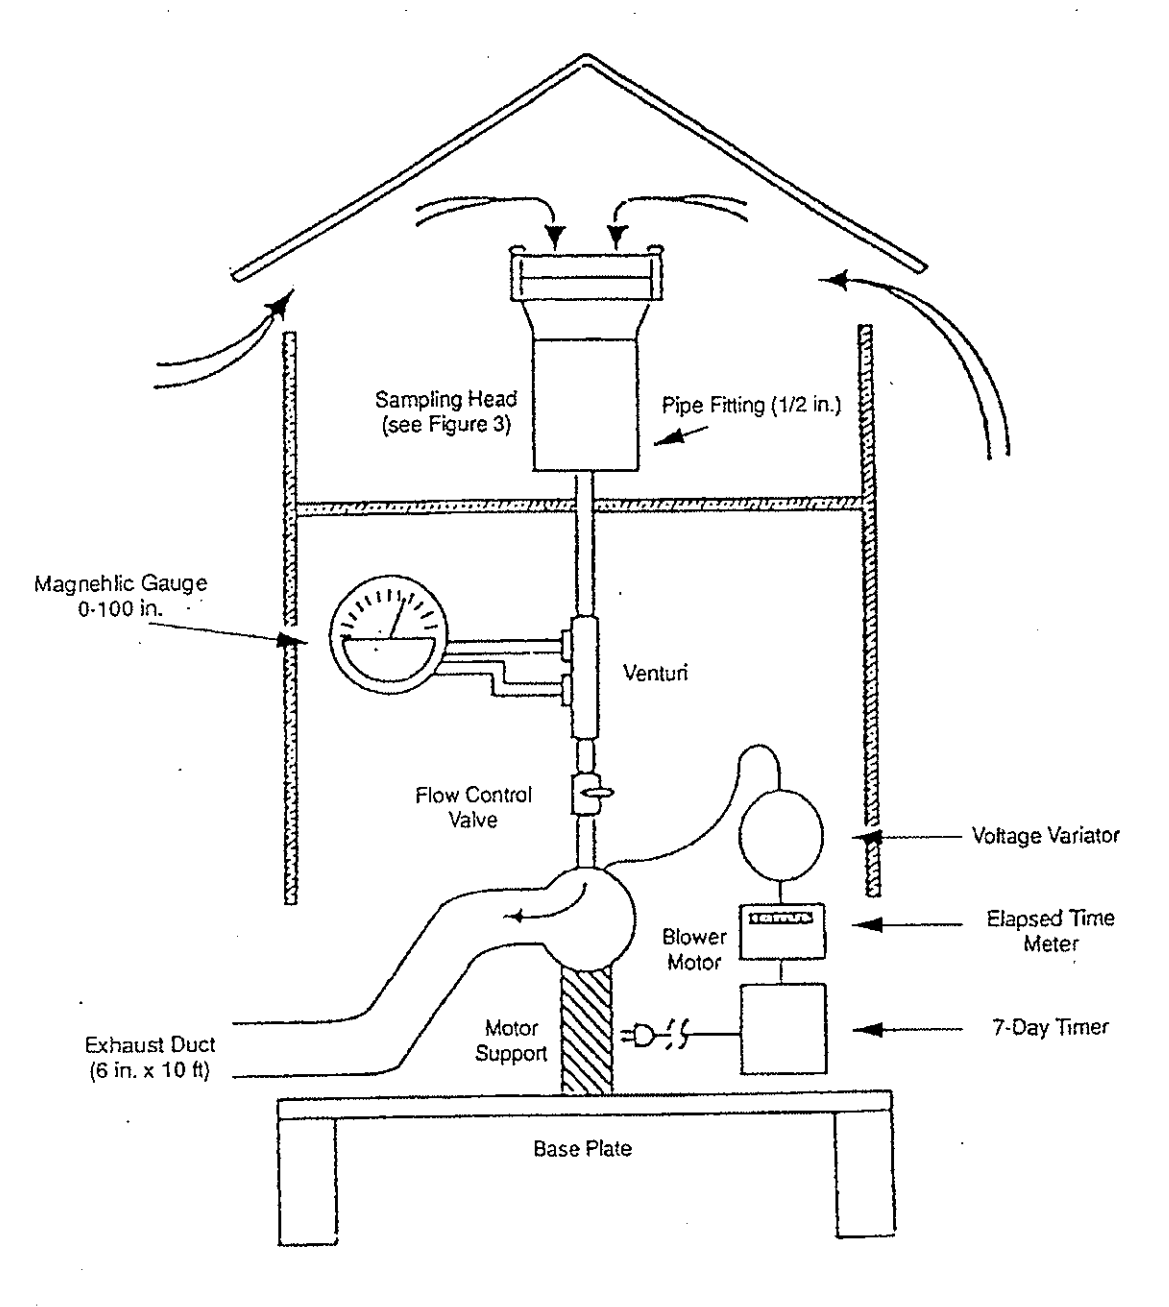 Sampling Head
(see Figure 3)
Pipe Fitting (1/2 in.)
Magnehlic Gauge
0-100 in.
Venturi
Flow Control
Valve
Voltage Variator
Elapsed Time
Meter
Blower
Motor
7-Day Timer
Motor
Support
Exhaust Duct
(6 in. x 10 ft)
Base Plate